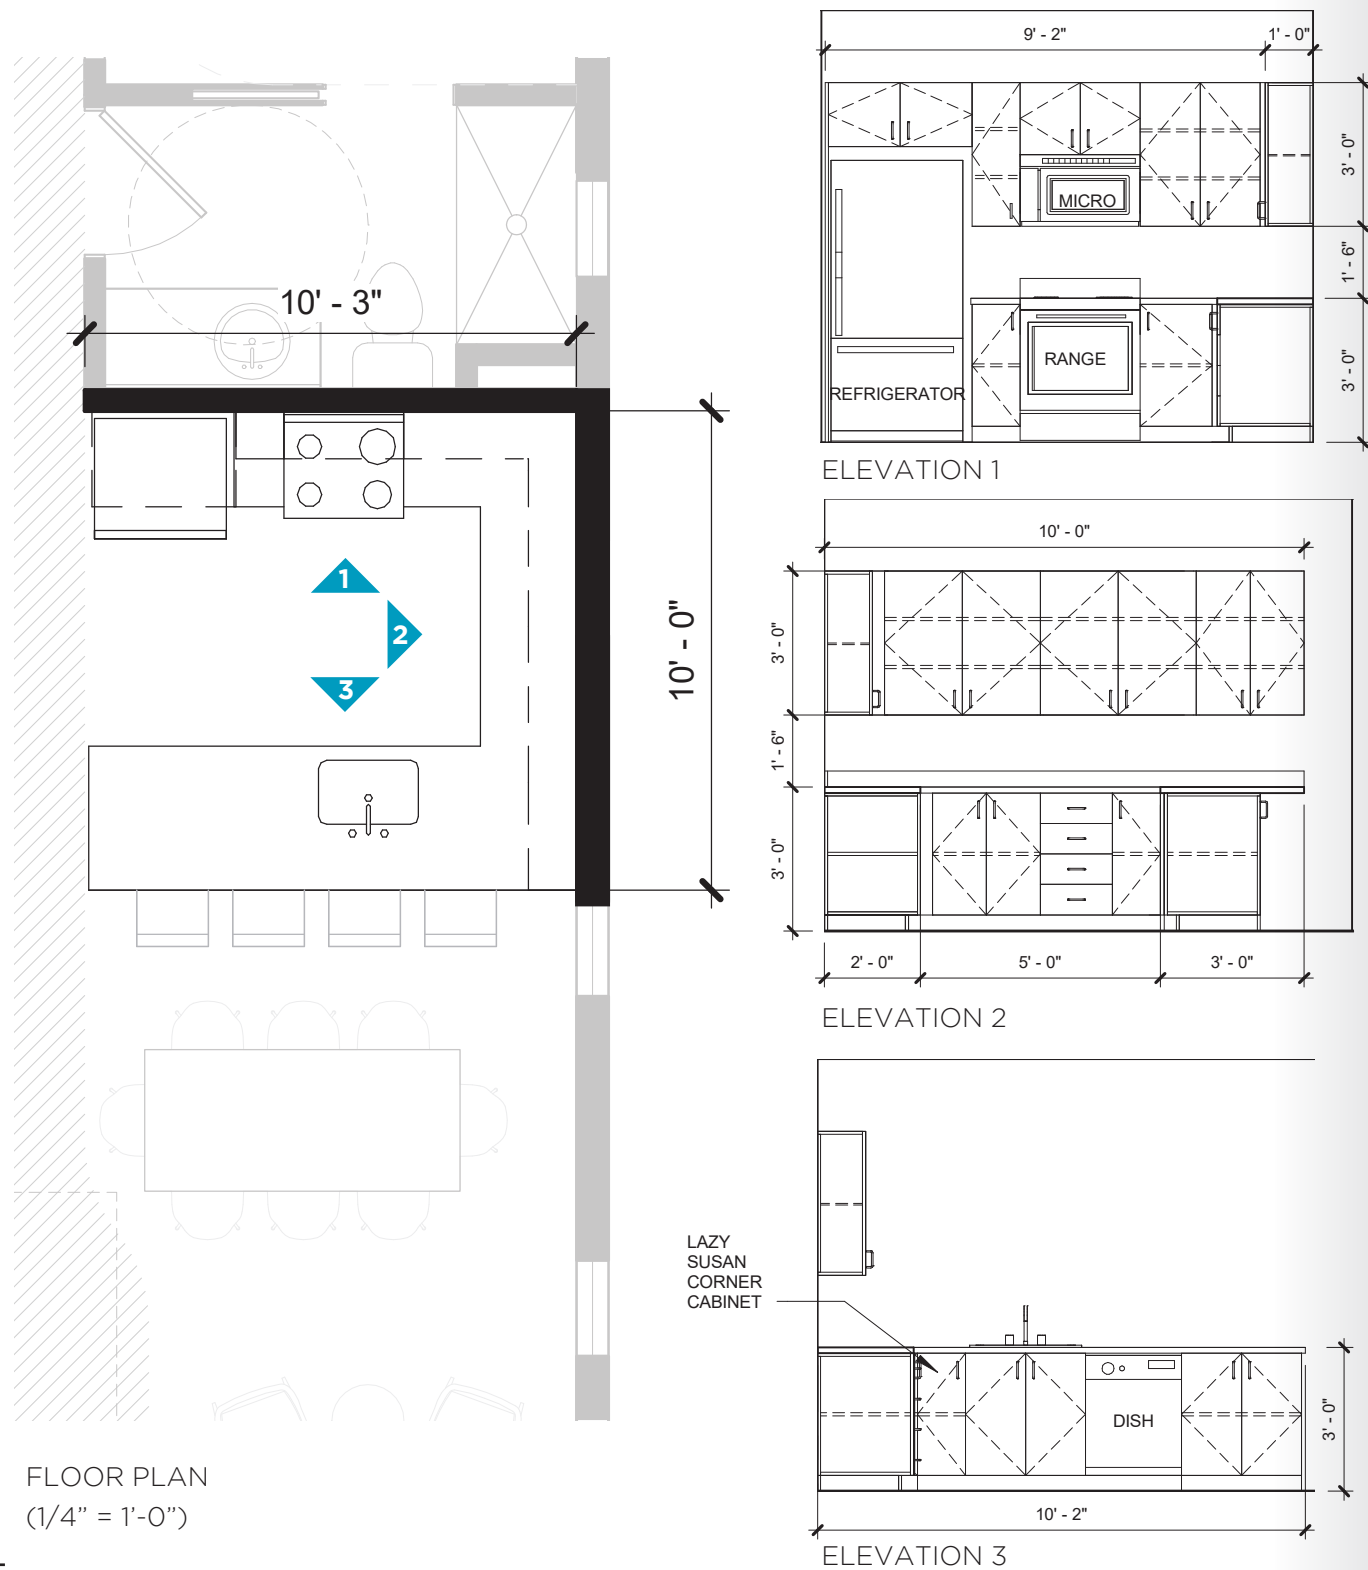 10' - 3"
1
2
3
10' - 0"
FLOOR PLAN
(1/4” = 1’-0”)
9' - 2"
1' - 0"
3' - 0"
1' - 6"
3' - 0"
MICRO
RANGE
REFRIGERATOR
ELEVATION 1
10' - 0"
3' - 0"
1' - 6"
3' - 0"
2' - 0"
5' - 0"
3' - 0"
ELEVATION 2
LAZY
SUSAN
CORNER
CABINET
DISH
3' - 0"
10' - 2"
ELEVATION 3